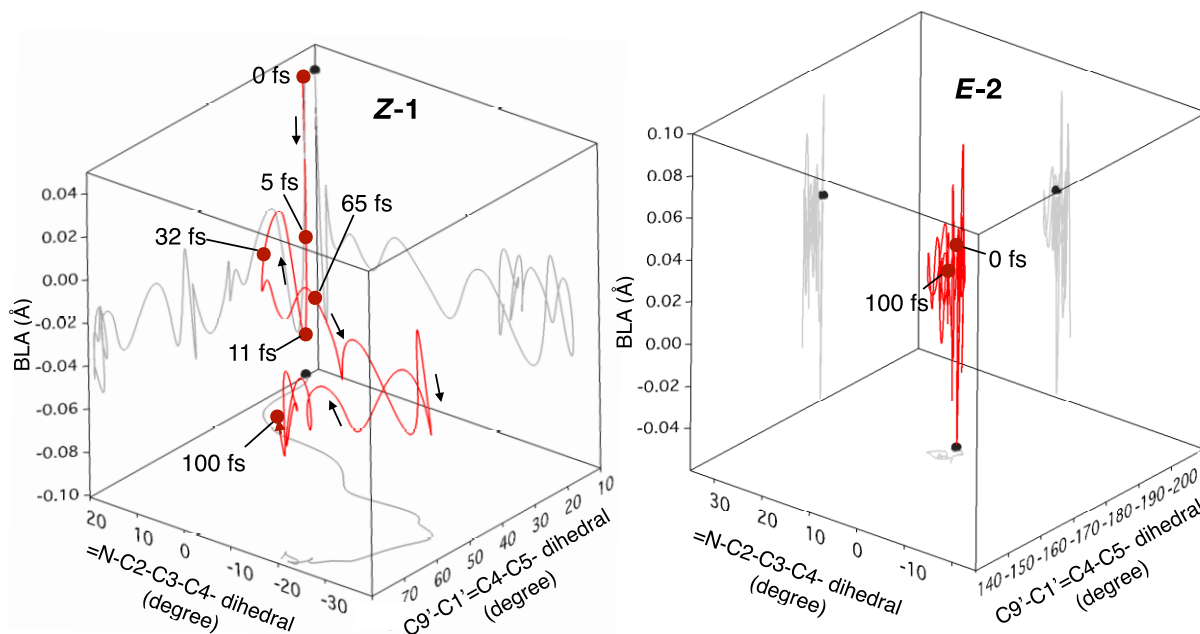 Z-1
0 fs
5 fs
65 fs
32 fs
11 fs
100 fs
0.04
0.02
0.00
-0.02
-0.04
-0.06
-0.08
-0.10
BLA (Å)
20
10
0
-10
-20
-30
=N-C2-C3-C4- dihedral
(degree)
70
60
50
40
30
20
10
C9’-C1’=C4-C5- dihedral
(degree)
E-2
0 fs
100 fs
0.10
0.08
0.06
0.04
0.02
0.00
-0.02
-0.04
BLA (Å)
30
20
10
0
-10
=N-C2-C3-C4- dihedral
(degree)
140 -150 -160 -170 -180 -190 -200
C9’-C1’=C4-C5- dihedral
(degree)